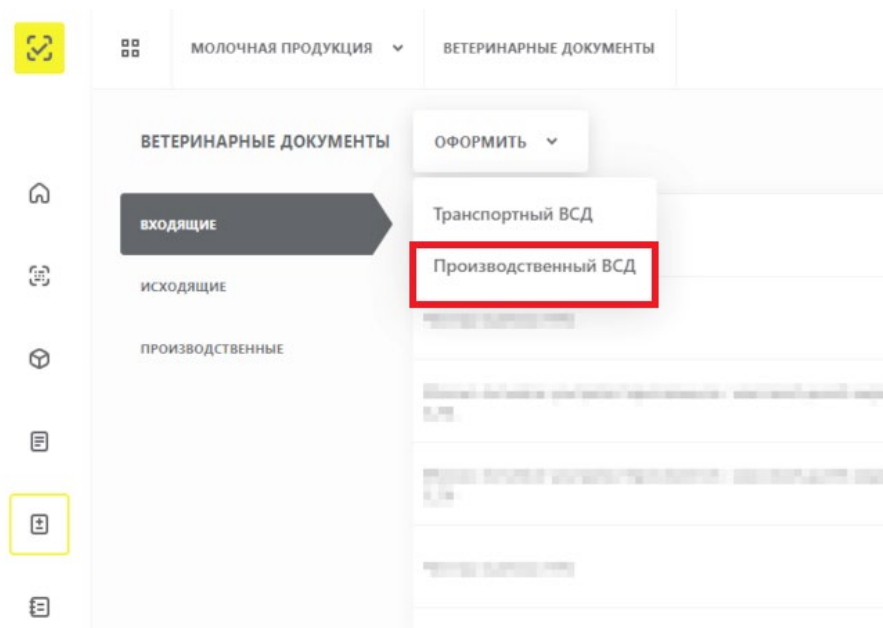 МОЛОЧНАЯ ПРОДУКЦИЯ
ВЕТЕРИНАРНЫЕ ДОКУМЕНТЫ
ВЕТЕРИНАРНЫЕ ДОКУМЕНТЫ
ОФОРМИТЬ
Транспортный ВСД
Производственный ВСД
ВХОДЯЩИЕ
ИСХОДЯЩИЕ
ПРОИЗВОДСТВЕННЫЕ